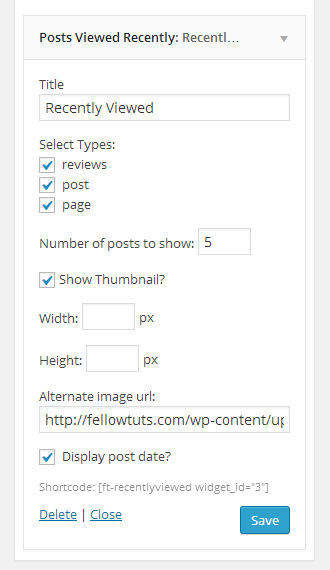 Posts Viewed Recently: Recentl...
Title
Recently Viewed
Select Types:
reviews
post
page
Number of posts to show: 5
Show Thumbnail?
Width: px
Height: px
Alternate image url:
http://fellowtuts.com/wp-content/up
Display post date?
Shortcode: [ft-recentlyviewed widget_id="3"]
Delete | Close
Save